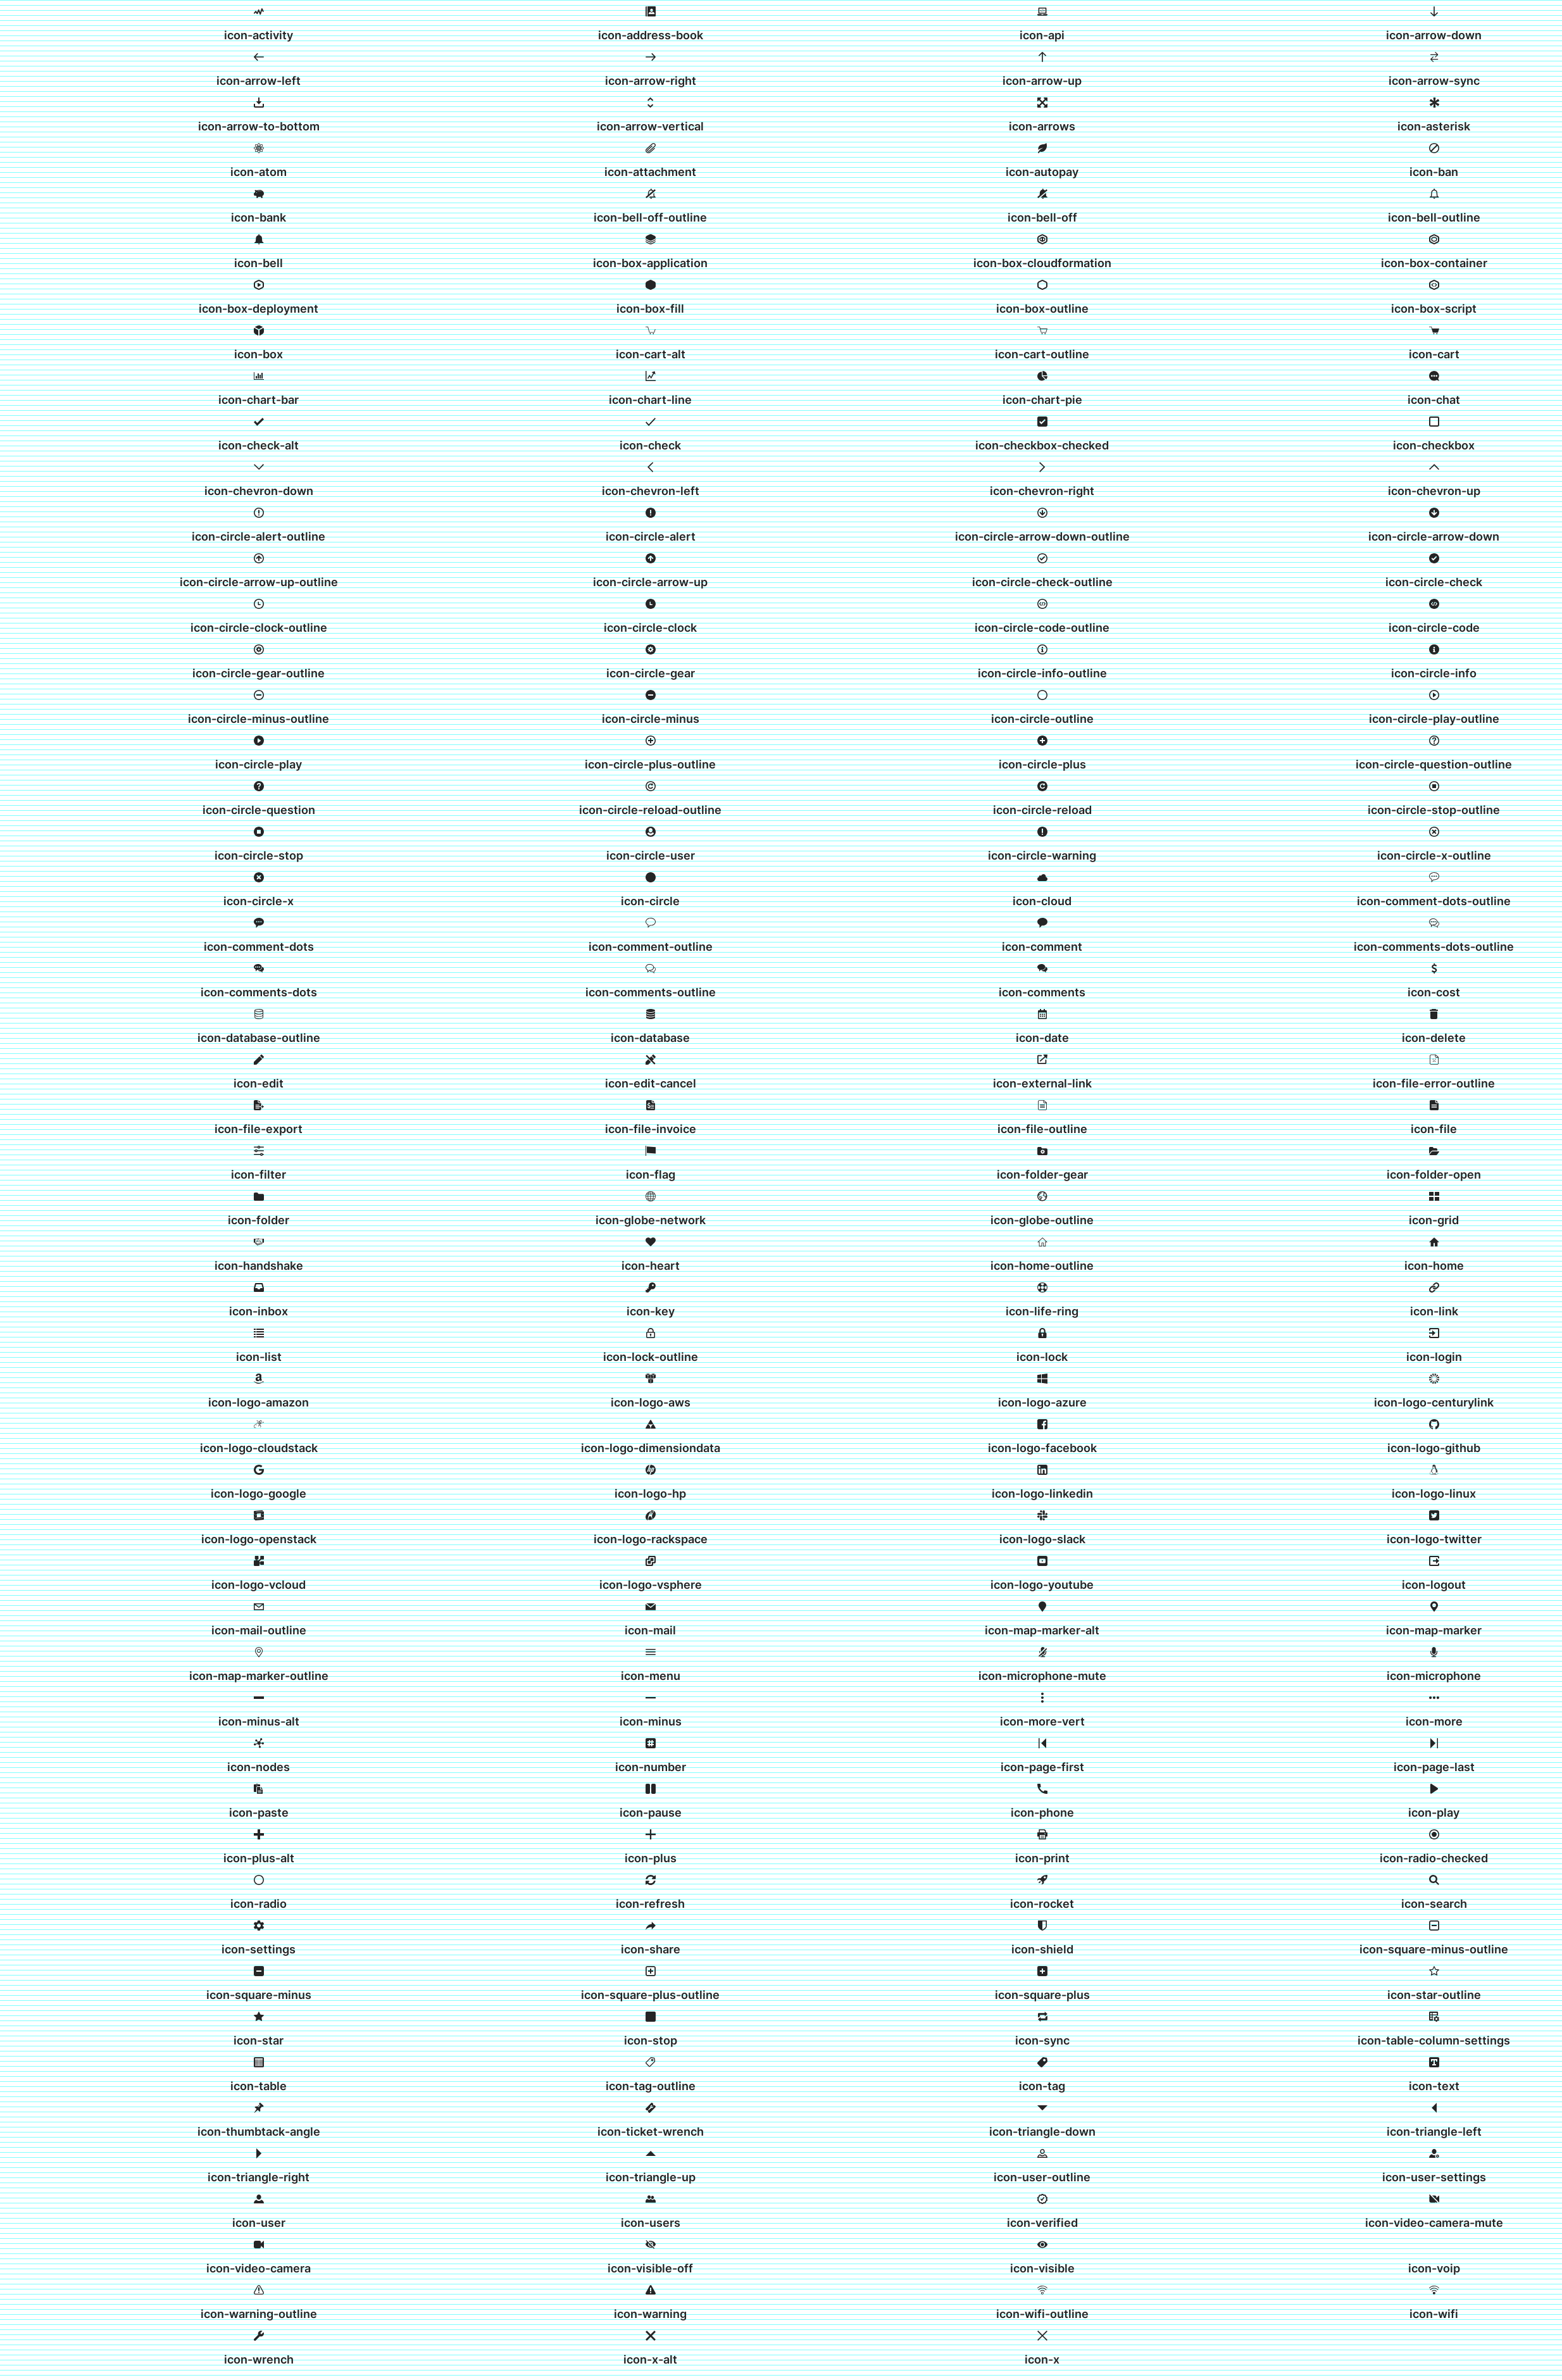 icon-activity icon-address-book icon-api icon-arrow-down
icon-arrow-left icon-arrow-right icon-arrow-up icon-arrow-sync
icon-arrow-to-bottom icon-arrow-vertical icon-arrows icon-asterisk
icon-atom icon-attachment icon-autopay icon-ban
icon-bank icon-bell-off-outline icon-bell-off icon-bell-outline
icon-bell icon-box-application icon-box-cloudformation icon-box-container
icon-box-deployment icon-box-fill icon-box-outline icon-box-script
icon-box icon-cart-alt icon-cart-outline icon-cart
icon-chart-bar icon-chart-line icon-chart-pie icon-chat
icon-check-alt icon-check icon-checkbox-checked icon-checkbox
icon-chevron-down icon-chevron-left icon-chevron-right icon-chevron-up
icon-circle-alert-outline icon-circle-alert icon-circle-arrow-down-outline icon-circle-arrow-down
icon-circle-arrow-up-outline icon-circle-arrow-up icon-circle-check-outline icon-circle-check
icon-circle-clock-outline icon-circle-clock icon-circle-code-outline icon-circle-code
icon-circle-gear-outline icon-circle-gear icon-circle-info-outline icon-circle-info
icon-circle-minus-outline icon-circle-minus icon-circle-outline icon-circle-play-outline
icon-circle-play icon-circle-plus-outline icon-circle-plus icon-circle-question-outline
icon-circle-question icon-circle-reload-outline icon-circle-reload icon-circle-stop-outline
icon-circle-stop icon-circle-user icon-circle-warning icon-circle-x-outline
icon-circle-x icon-circle icon-cloud icon-comment-dots-outline
icon-comment-dots icon-comment-outline icon-comment icon-comments-dots-outline
icon-comments-dots icon-comments-outline icon-comments icon-cost
icon-database-outline icon-database icon-date icon-delete
icon-edit icon-edit-cancel icon-external-link icon-file-error-outline
icon-file-export icon-file-invoice icon-file-outline icon-file
icon-filter icon-flag icon-folder-gear icon-folder-open
icon-folder icon-globe-network icon-globe-outline icon-grid
icon-handshake icon-heart icon-home-outline icon-home
icon-inbox icon-key icon-life-ring icon-link
icon-list icon-lock-outline icon-lock icon-login
icon-logo-amazon icon-logo-aws icon-logo-azure icon-logo-centurylink
icon-logo-cloudstack icon-logo-dimensiondata icon-logo-facebook icon-logo-github
icon-logo-google icon-logo-hp icon-logo-linkedin icon-logo-linux
icon-logo-openstack icon-logo-rackspace icon-logo-slack icon-logo-twitter
icon-logo-vcloud icon-logo-vsphere icon-logo-youtube icon-logout
icon-mail-outline icon-mail icon-map-marker-alt icon-map-marker
icon-map-marker-outline icon-menu icon-microphone-mute icon-microphone
icon-minus-alt icon-minus icon-more-vert icon-more
icon-nodes icon-number icon-page-first icon-page-last
icon-paste icon-pause icon-phone icon-play
icon-plus-alt icon-plus icon-print icon-radio-checked
icon-radio icon-refresh icon-rocket icon-search
icon-settings icon-share icon-shield icon-square-minus-outline
icon-square-minus icon-square-plus-outline icon-square-plus icon-star-outline
icon-star icon-stop icon-sync icon-table-column-settings
icon-table icon-tag-outline icon-tag icon-text
icon-thumbtack-angle icon-ticket-wrench icon-triangle-down icon-triangle-left
icon-triangle-right icon-triangle-up icon-user-outline icon-user-settings
icon-user icon-users icon-verified icon-video-camera-mute
icon-video-camera icon-visible-off icon-visible icon-voip
icon-warning-outline icon-warning icon-wifi-outline icon-wifi
icon-wrench icon-x-alt icon-x